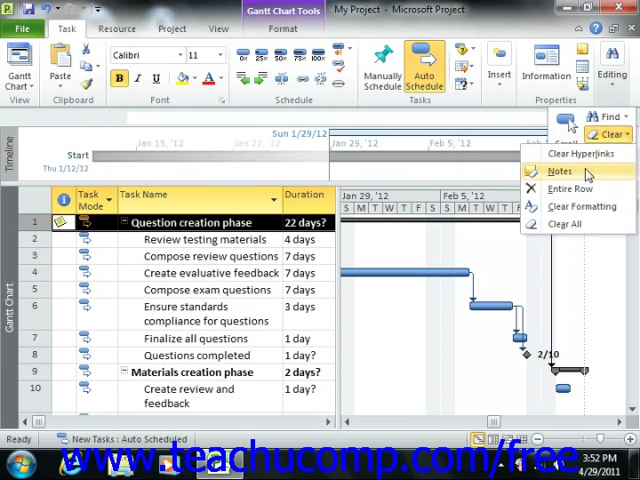 Gantt Chart Tools
My Project - Microsoft Project
File
Task
Resource
Project
View
Format
Gantt Chart
Paste
Calibri
11
B I U A
0% 25% 50% 75% 100%
Manually Schedule
Auto Schedule
Insert
Information
Editing
View
Clipboard
Font
Schedule
Tasks
Properties
Find
Clear
Clear Hyperlinks
Notes
Entire Row
Clear Formatting
Clear All
Timeline
Sun 1/29/12
Jan 15, '12
Jan 22, '12
Jan 29, '12
Feb 5, '12
Start
Thu 1/12/12
Task Mode
Task Name
Duration
Jan 29, '12
Feb 5, '12
S M T W T F S S M T W T F
Gantt Chart
1 Question creation phase 22 days?
2 Review testing materials 4 days
3 Compose review questions 7 days
4 Create evaluative feedback 7 days
5 Compose exam questions 7 days
6 Ensure standards compliance for questions 3 days
7 Finalize all questions 1 day
8 Questions completed 1 day?
2/10
9 Materials creation phase 2 days?
10 Create review and feedback 1 day?
Ready
New Tasks : Auto Scheduled
www.teachucomp.com/free
3:52 PM
4/29/2011